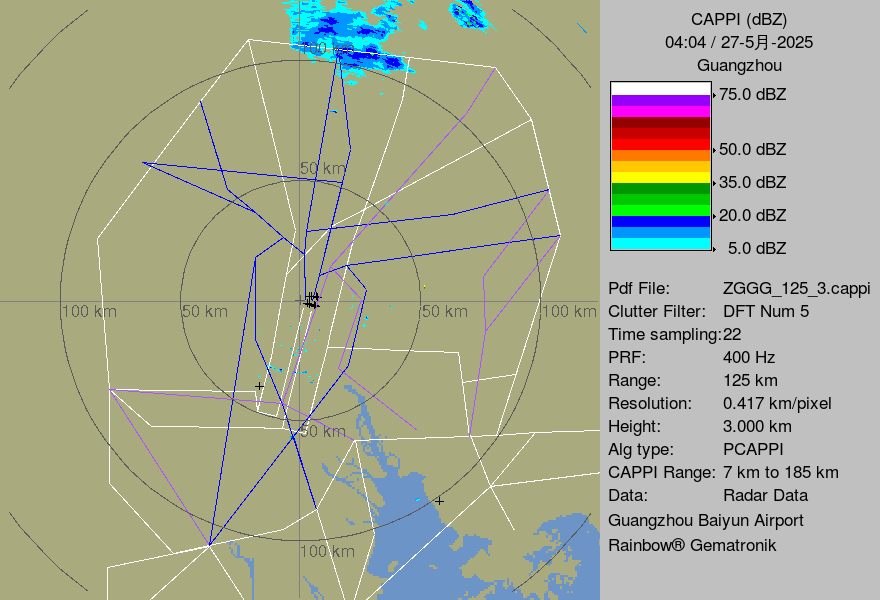 CAPPI (dBZ)
04:04 / 27-5月-2025
Guangzhou
75.0 dBZ
50.0 dBZ
35.0 dBZ
20.0 dBZ
5.0 dBZ
Pdf File: ZGGG_125_3.cappi
Clutter Filter: DFT Num 5
Time sampling:22
PRF: 400 Hz
Range: 125 km
Resolution: 0.417 km/pixel
Height: 3.000 km
Alg type: PCAPPI
CAPPI Range: 7 km to 185 km
Data: Radar Data
Guangzhou Baiyun Airport
Rainbow® Gematronik
100 km
50 km
100 km
50 km
50 km
100 km
50 km
100 km